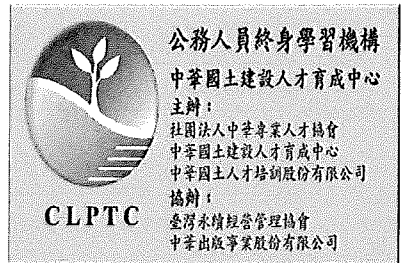 公務人員終身學習機構
中華國土建設人才育成中心
主辦：
社團法人中華專業人才協會
中華國土建設人才育成中心
中華國土人才培訓股份有限公司
協辦：
臺灣永續經營管理協會
中華出版事業股份有限公司
CLPTC